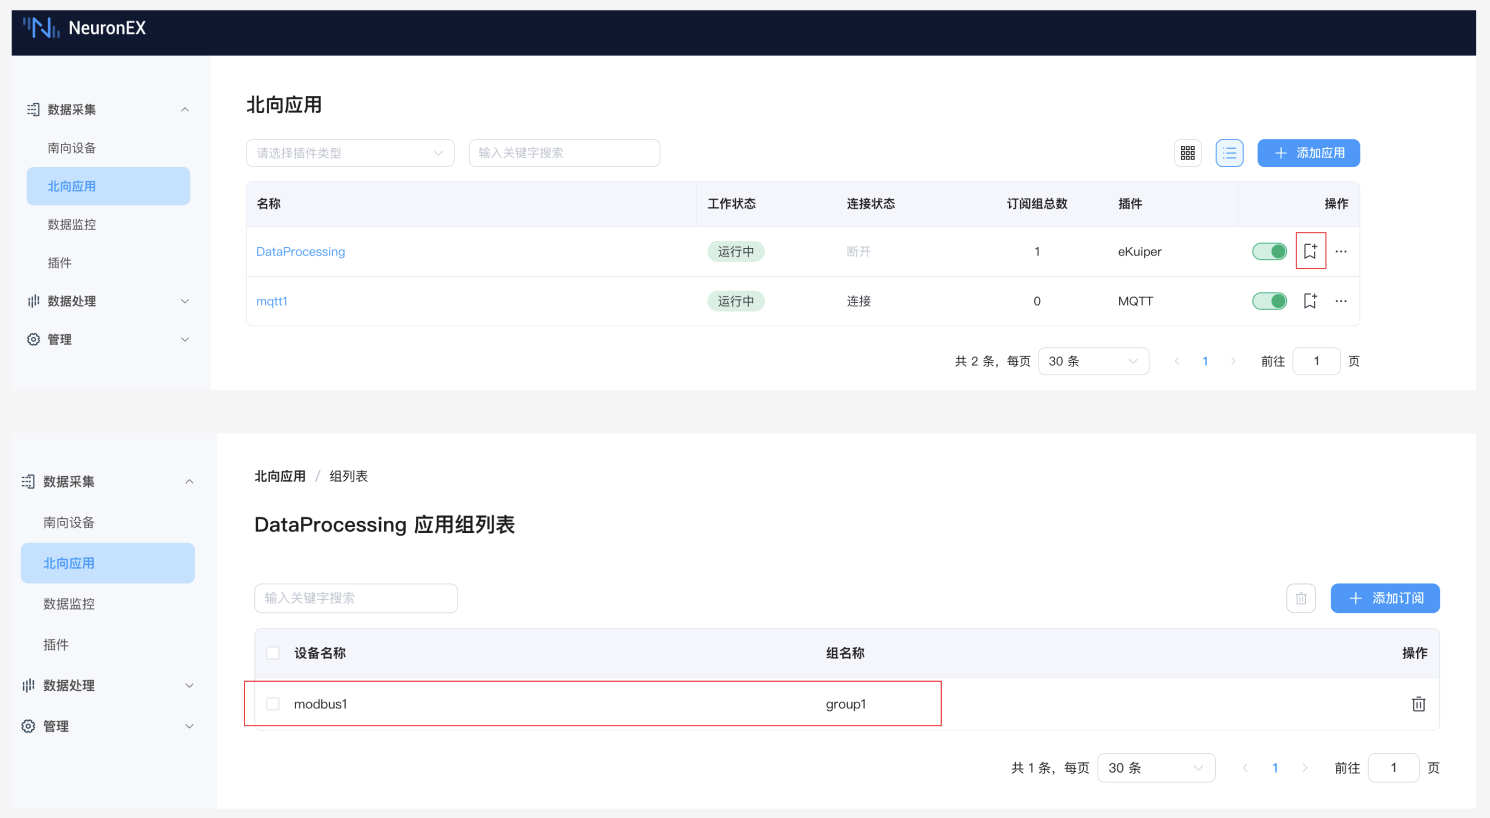 NeuronEX
数据采集
南向设备
北向应用
数据监控
插件
数据处理
管理
北向应用
请选择插件类型
输入关键字搜索
添加应用
名称 工作状态 连接状态 订阅组总数 插件 操作
DataProcessing 运行中 断开 1 eKuiper
mqtt1 运行中 连接 0 MQTT
共 2 条，每页 30 条 1 前往 1 页
数据采集
南向设备
北向应用
数据监控
插件
数据处理
管理
北向应用 / 组列表
DataProcessing 应用组列表
输入关键字搜索
添加订阅
设备名称 组名称 操作
modbus1 group1
共 1 条，每页 30 条 1 前往 1 页